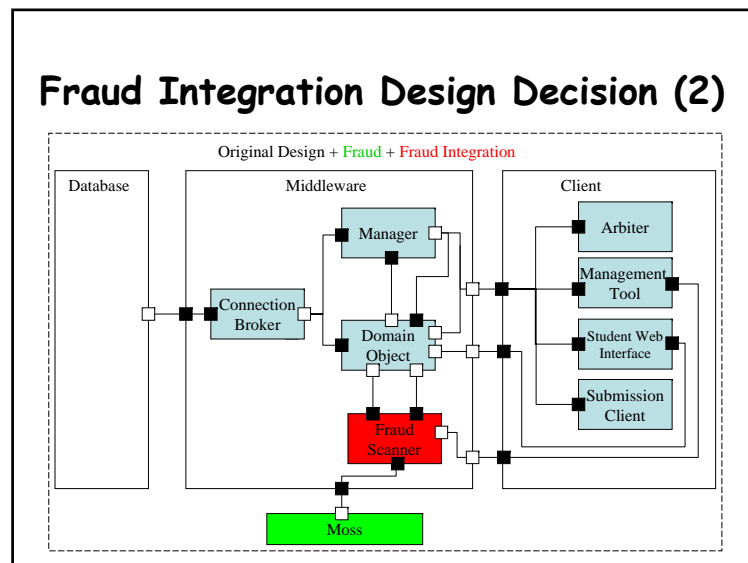 Fraud Integration Design Decision (2)
Original Design + Fraud + Fraud Integration
Database
Middleware
Client
Manager
Arbiter
Management
Tool
Connection
Broker
Domain
Object
Student Web
Interface
Submission
Client
Fraud
Scanner
Moss